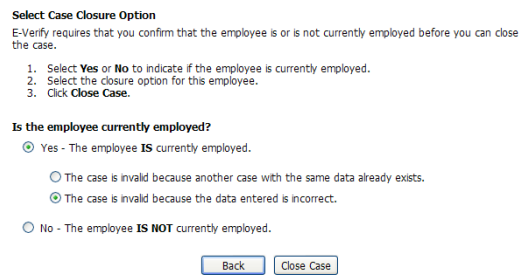 Select Case Closure Option
E-Verify requires that you confirm that the employee is or is not currently employed before you can close
the case.
1. Select Yes or No to indicate if the employee is currently employed.
2. Select the closure option for this employee.
3. Click Close Case.
Is the employee currently employed?
Yes - The employee IS currently employed.
The case is invalid because another case with the same data already exists.
The case is invalid because the data entered is incorrect.
No - The employee IS NOT currently employed.
Back Close Case